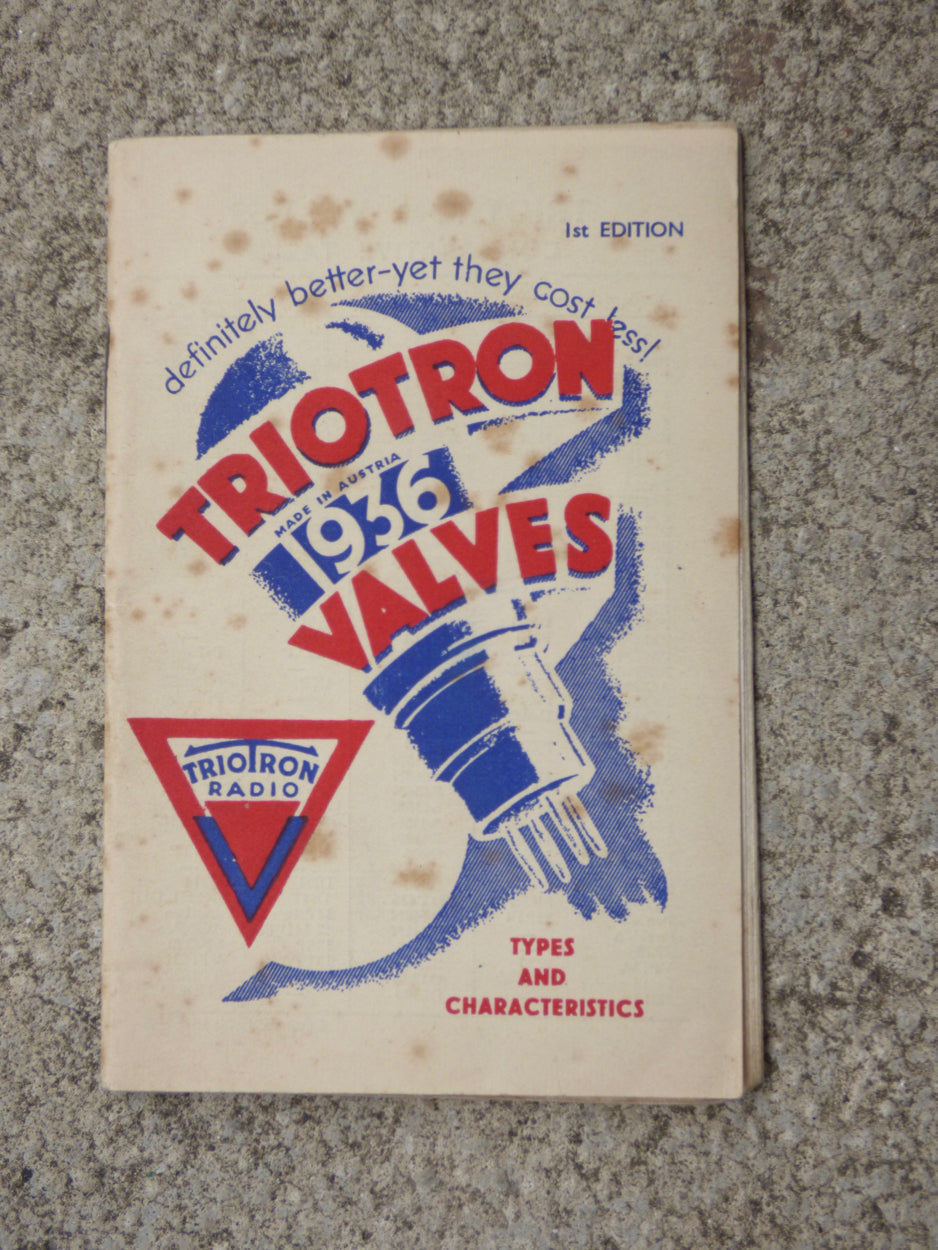 1st EDITION
definitely better-yet they cost less!
TRIOTRON
MADE IN AUSTRIA
1936
VALVES
TRIOTRON
RADIO
TYPES
AND
CHARACTERISTICS